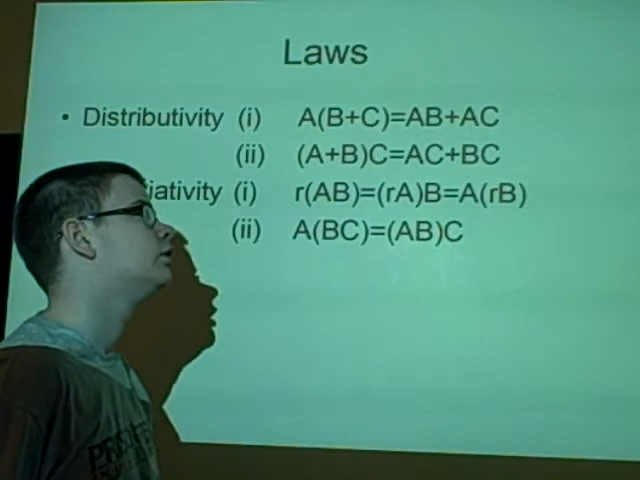 Laws
• Distributivity (i) A(B+C)=AB+AC
(ii) (A+B)C=AC+BC
iativity (i) r(AB)=(rA)B=A(rB)
(ii) A(BC)=(AB)C